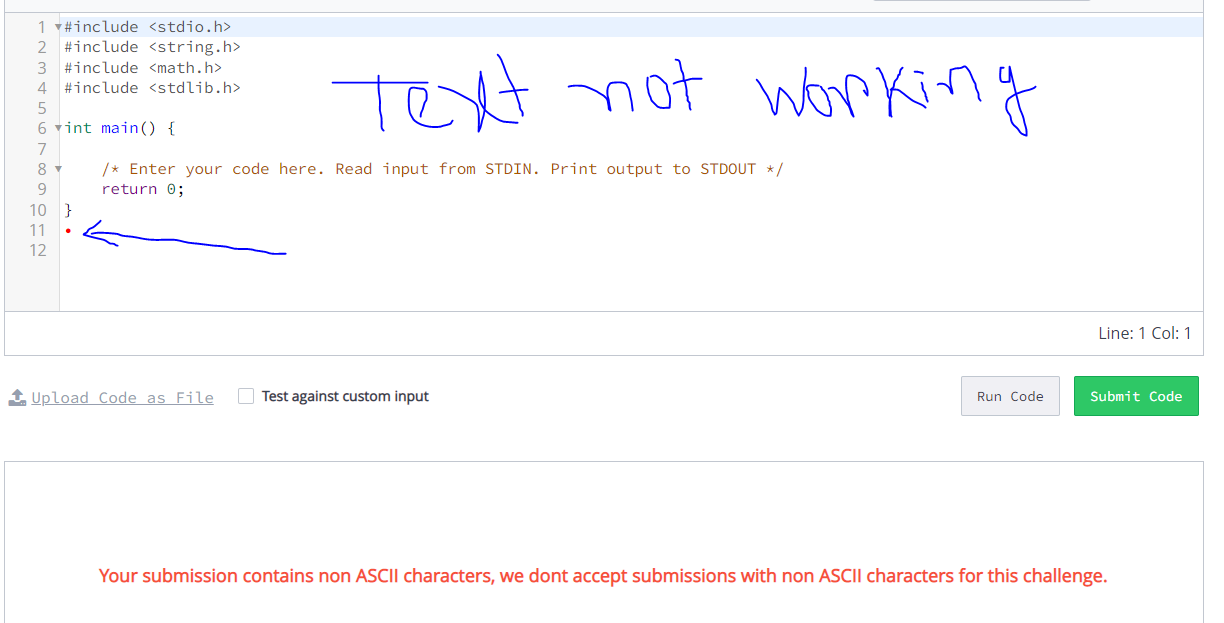 1 #include <stdio.h>
2 #include <string.h>
3 #include <math.h>
4 #include <stdlib.h>
Text not working
5
6 int main() {
7
8 /* Enter your code here. Read input from STDIN. Print output to STDOUT */
9 return 0;
10 }
11
12
Line: 1 Col: 1
Upload Code as File Test against custom input Run Code Submit Code
Your submission contains non ASCII characters, we dont accept submissions with non ASCII characters for this challenge.